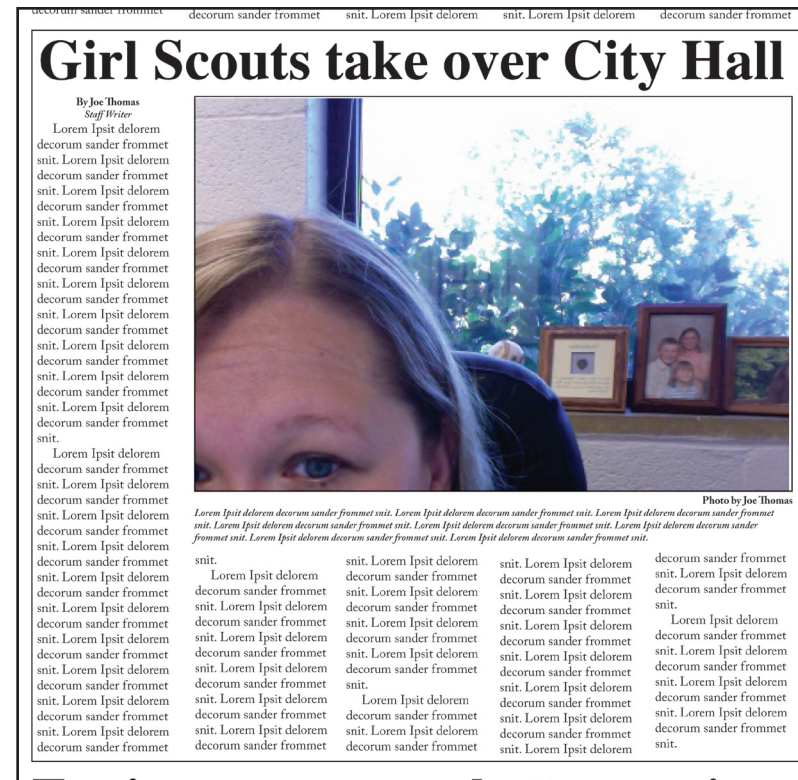 decorum sander frommet
decorum sander frommet
snit. Lorem Ipsit delorem
snit. Lorem Ipsit delorem
decorum sander frommet
Girl Scouts take over City Hall
By Joe Thomas
Staff Writer
Lorem Ipsit delorem
decorum sander frommet
snit. Lorem Ipsit delorem
decorum sander frommet
snit. Lorem Ipsit delorem
decorum sander frommet
snit. Lorem Ipsit delorem
decorum sander frommet
snit. Lorem Ipsit delorem
decorum sander frommet
snit. Lorem Ipsit delorem
decorum sander frommet
snit. Lorem Ipsit delorem
decorum sander frommet
snit. Lorem Ipsit delorem
decorum sander frommet
snit. Lorem Ipsit delorem
decorum sander frommet
snit. Lorem Ipsit delorem
decorum sander frommet
snit.
Lorem Ipsit delorem
decorum sander frommet
snit. Lorem Ipsit delorem
decorum sander frommet
snit. Lorem Ipsit delorem
decorum sander frommet
snit. Lorem Ipsit delorem
decorum sander frommet
snit. Lorem Ipsit delorem
decorum sander frommet
snit. Lorem Ipsit delorem
decorum sander frommet
snit. Lorem Ipsit delorem
decorum sander frommet
snit. Lorem Ipsit delorem
decorum sander frommet
snit. Lorem Ipsit delorem
decorum sander frommet
snit. Lorem Ipsit delorem
decorum sander frommet
Photo by Joe Thomas
Lorem Ipsit delorem decorum sander frommet snit. Lorem Ipsit delorem decorum sander frommet snit. Lorem Ipsit delorem decorum sander frommet
snit. Lorem Ipsit delorem decorum sander frommet snit. Lorem Ipsit delorem decorum sander frommet snit. Lorem Ipsit delorem decorum sander
frommet snit. Lorem Ipsit delorem decorum sander frommet snit. Lorem Ipsit delorem decorum sander frommet snit.
snit.
Lorem Ipsit delorem
decorum sander frommet
snit. Lorem Ipsit delorem
decorum sander frommet
snit. Lorem Ipsit delorem
decorum sander frommet
snit. Lorem Ipsit delorem
decorum sander frommet
snit. Lorem Ipsit delorem
decorum sander frommet
snit. Lorem Ipsit delorem
decorum sander frommet
snit. Lorem Ipsit delorem
decorum sander frommet
snit. Lorem Ipsit delorem
decorum sander frommet
snit. Lorem Ipsit delorem
decorum sander frommet
snit. Lorem Ipsit delorem
decorum sander frommet
snit.
Lorem Ipsit delorem
decorum sander frommet
snit. Lorem Ipsit delorem
decorum sander frommet
snit. Lorem Ipsit delorem
decorum sander frommet
snit. Lorem Ipsit delorem
decorum sander frommet
snit. Lorem Ipsit delorem
decorum sander frommet
snit. Lorem Ipsit delorem
decorum sander frommet
snit. Lorem Ipsit delorem
decorum sander frommet
snit. Lorem Ipsit delorem
decorum sander frommet
snit. Lorem Ipsit delorem
decorum sander frommet
snit. Lorem Ipsit delorem
decorum sander frommet
snit.
Lorem Ipsit delorem
decorum sander frommet
snit. Lorem Ipsit delorem
decorum sander frommet
snit. Lorem Ipsit delorem
decorum sander frommet
snit. Lorem Ipsit delorem
decorum sander frommet
snit.